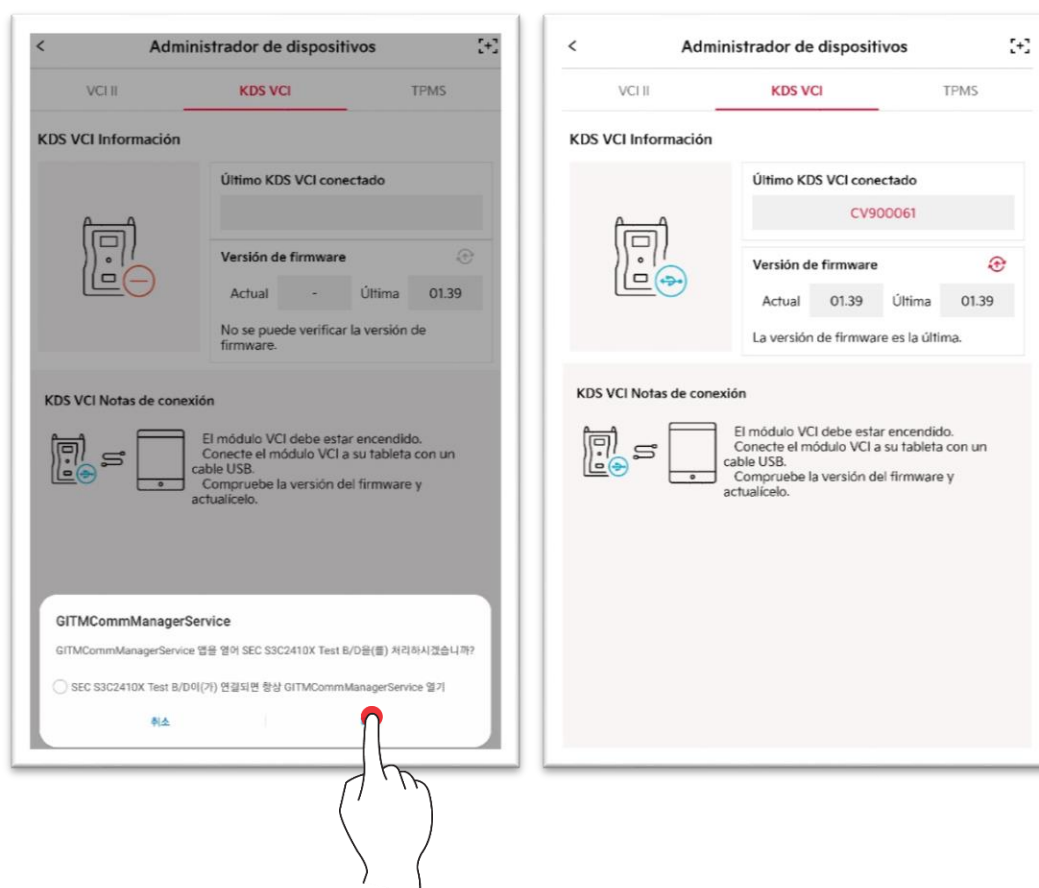 Administrador de dispositivos
VCI II
KDS VCI
TPMS
KDS VCI Información
Último KDS VCI conectado
Versión de firmware
Actual
-
Última
01.39
No se puede verificar la versión de
firmware.
KDS VCI Notas de conexión
El módulo VCI debe estar encendido.
Conecte el módulo VCI a su tableta con un
cable USB.
Compruebe la versión del firmware y
actualícelo.
GITMCommManagerService
GITMCommManagerService 앱을 열어 SEC S3C2410X Test B/D을(를) 처리하시겠습니까?
SEC S3C2410X Test B/D이(가) 연결되면 항상 GITMCommManagerService 열기
취소
Administrador de dispositivos
VCI II
KDS VCI
TPMS
KDS VCI Información
Último KDS VCI conectado
CV900061
Versión de firmware
Actual
01.39
Última
01.39
La versión de firmware es la última.
KDS VCI Notas de conexión
El módulo VCI debe estar encendido.
Conecte el módulo VCI a su tableta con un
cable USB.
Compruebe la versión del firmware y
actualícelo.